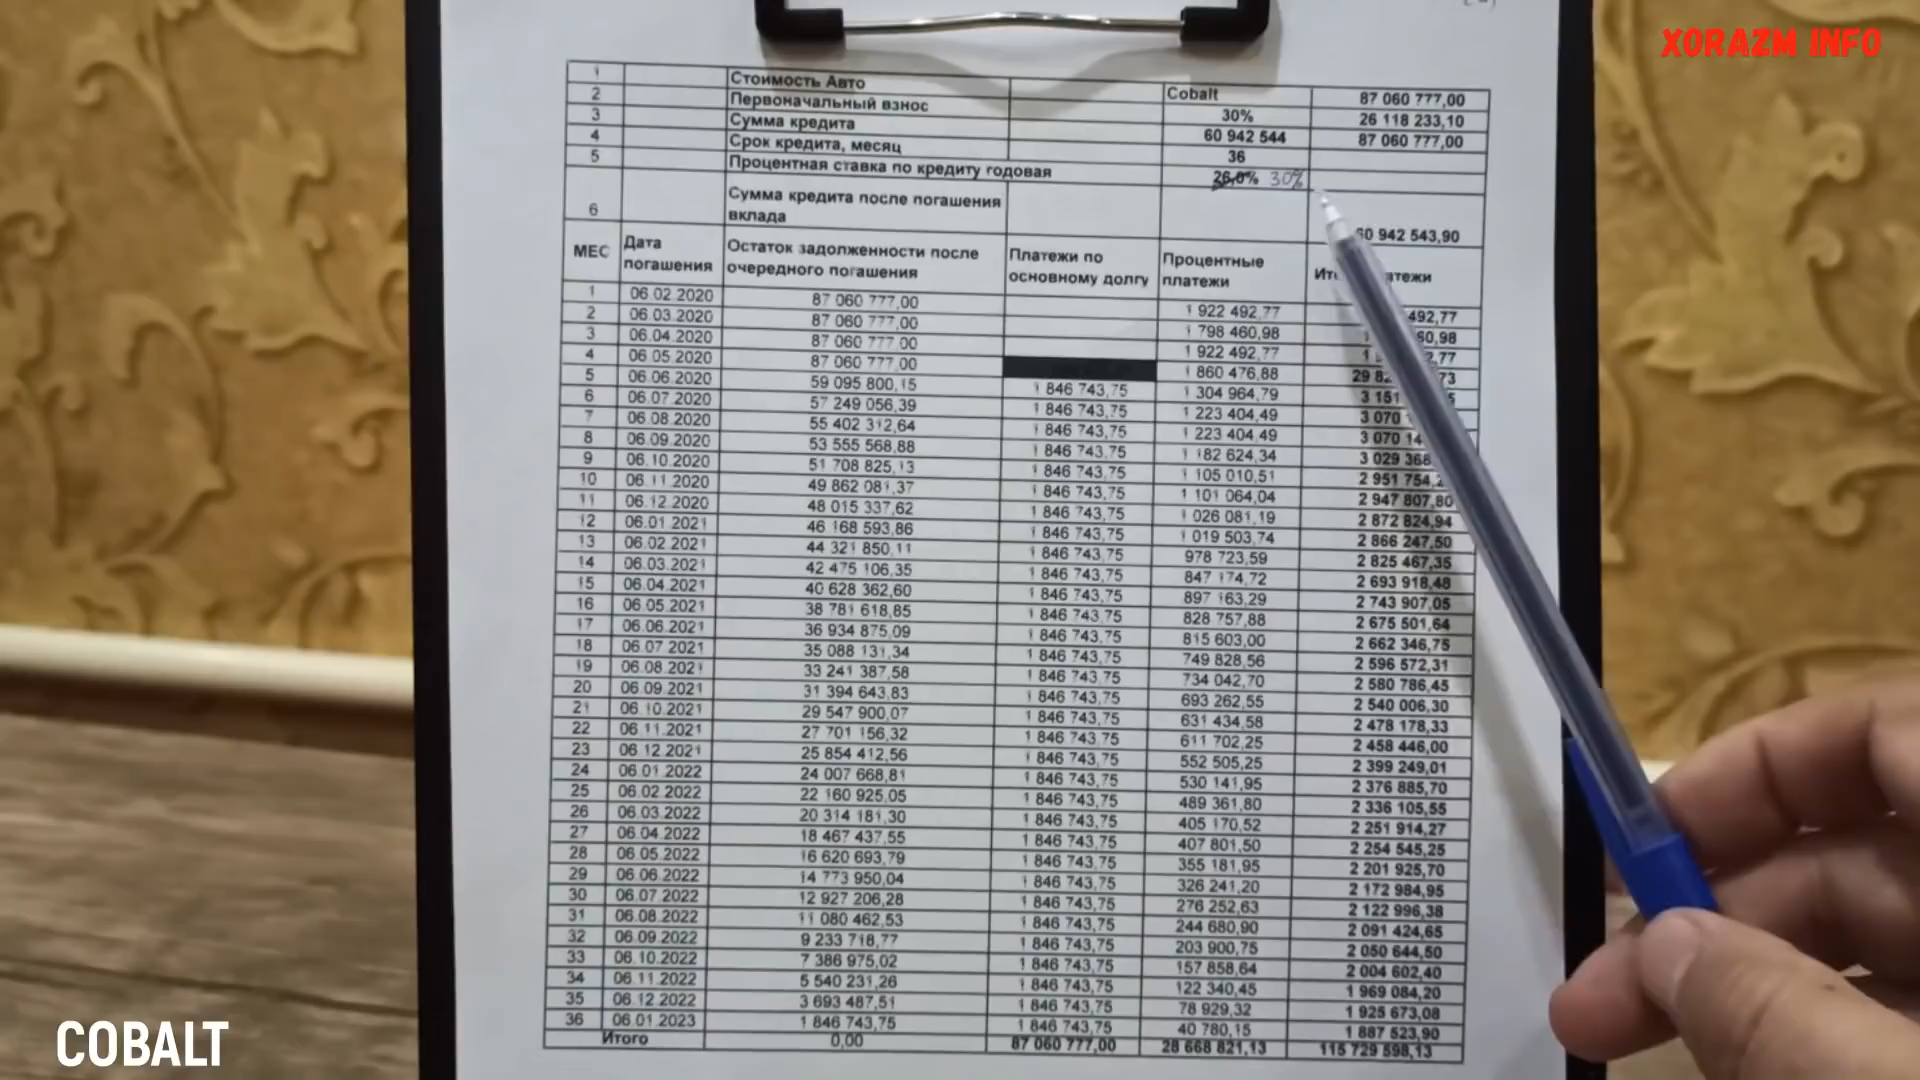 XORAZM INFO
1 Стоимость Авто Cobalt 87 060 777,00
2 Первоначальный взнос 30% 26 118 233,10
3 Сумма кредита 60 942 544 87 060 777,00
4 Срок кредита, месяц 36
5 Процентная ставка по кредиту годовая 26,0% 30%
6 Сумма кредита после погашения вклада 60 942 543,90
МЕС Дата погашения Остаток задолженности после очередного погашения Платежи по основному долгу Процентные платежи
1 06.02.2020 87 060 777,00 1 922 492,77 492,77
2 06.03.2020 87 060 777,00 1 798 460,98 60,98
3 06.04.2020 87 060 777,00 1 922 492,77 2,77
4 06.05.2020 87 060 777,00 1 860 476,88 29 82 73
5 06.06.2020 59 095 800,15 1 846 743,75 1 304 964,79 3 151
6 06.07.2020 57 249 056,39 1 846 743,75 1 223 404,49 3 070
7 06.08.2020 55 402 312,64 1 846 743,75 1 223 404,49 3 070 14
8 06.09.2020 53 555 568,88 1 846 743,75 1 182 624,34 3 029 368
9 06.10.2020 51 708 825,13 1 846 743,75 1 105 010,51 2 951 754,2
10 06.11.2020 49 862 081,37 1 846 743,75 1 101 064,04 2 947 807,80
11 06.12.2020 48 015 337,62 1 846 743,75 1 026 081,19 2 872 824,94
12 06.01.2021 46 168 593,86 1 846 743,75 1 019 503,74 2 866 247,50
13 06.02.2021 44 321 850,11 1 846 743,75 978 723,59 2 825 467,35
14 06.03.2021 42 475 106,35 1 846 743,75 847 174,72 2 693 918,48
15 06.04.2021 40 628 362,60 1 846 743,75 897 163,29 2 743 907,05
16 06.05.2021 38 781 618,85 1 846 743,75 828 757,88 2 675 501,64
17 06.06.2021 36 934 875,09 1 846 743,75 815 603,00 2 662 346,75
18 06.07.2021 35 088 131,34 1 846 743,75 749 828,56 2 596 572,31
19 06.08.2021 33 241 387,58 1 846 743,75 734 042,70 2 580 786,45
20 06.09.2021 31 394 643,83 1 846 743,75 693 262,55 2 540 006,30
21 06.10.2021 29 547 900,07 1 846 743,75 631 434,58 2 478 178,33
22 06.11.2021 27 701 156,32 1 846 743,75 611 702,25 2 458 446,00
23 06.12.2021 25 854 412,56 1 846 743,75 552 505,25 2 399 249,01
24 06.01.2022 24 007 668,81 1 846 743,75 530 141,95 2 376 885,70
25 06.02.2022 22 160 925,05 1 846 743,75 489 361,80 2 336 105,55
26 06.03.2022 20 314 181,30 1 846 743,75 405 170,52 2 251 914,27
27 06.04.2022 18 467 437,55 1 846 743,75 407 801,50 2 254 545,25
28 06.05.2022 16 620 693,79 1 846 743,75 355 181,95 2 201 925,70
29 06.06.2022 14 773 950,04 1 846 743,75 326 241,20 2 172 984,95
30 06.07.2022 12 927 206,28 1 846 743,75 276 252,63 2 122 996,38
31 06.08.2022 11 080 462,53 1 846 743,75 244 680,90 2 091 424,65
32 06.09.2022 9 233 718,77 1 846 743,75 203 900,75 2 050 644,50
33 06.10.2022 7 386 975,02 1 846 743,75 157 858,64 2 004 602,40
34 06.11.2022 5 540 231,26 1 846 743,75 122 340,45 1 969 084,20
35 06.12.2022 3 693 487,51 1 846 743,75 78 929,32 1 925 673,08
36 06.01.2023 1 846 743,75 1 846 743,75 40 780,15 1 887 523,90
Итого 0,00 87 060 777,00 28 668 821,13 115 729 598,13
COBALT